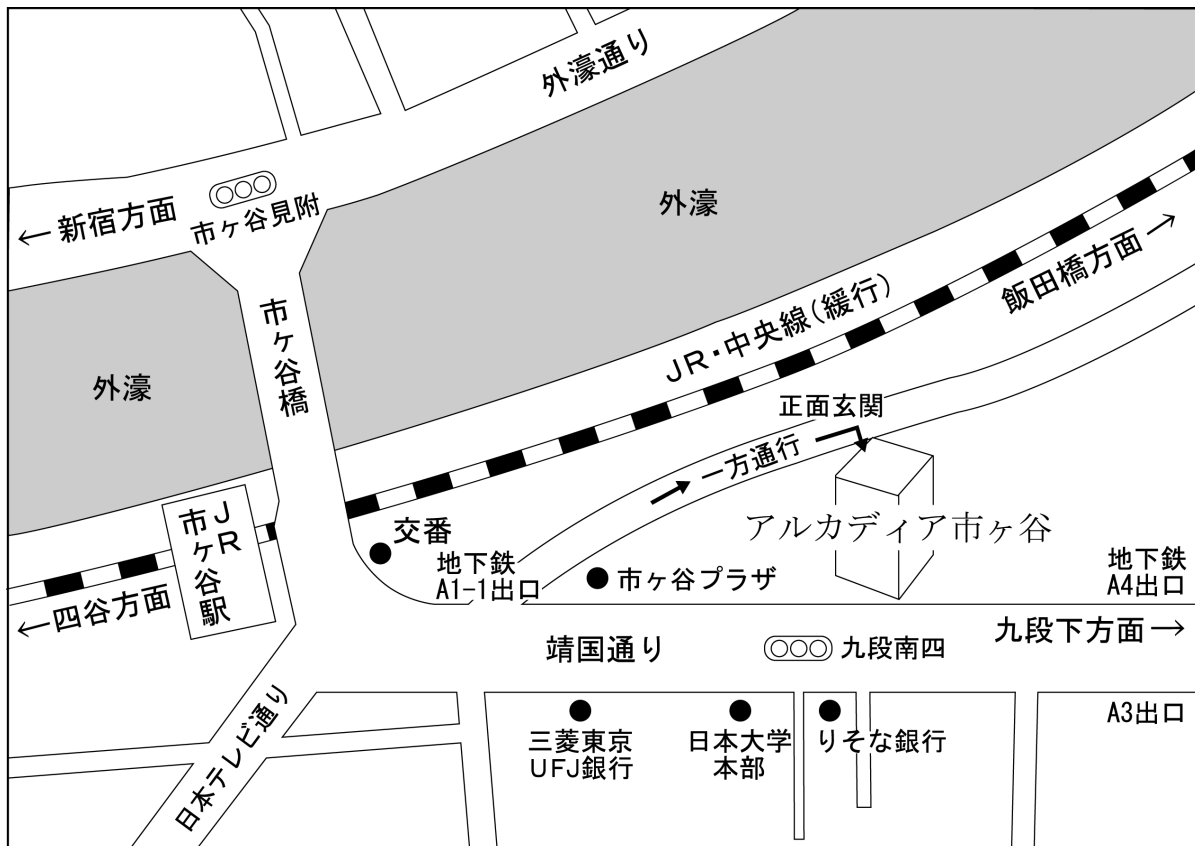 外濠通り
←新宿方面
市ヶ谷見附
外濠
市ヶ谷橋
飯田橋方面→
JR・中央線(緩行)
外濠
正面玄関
一方通行
JR
市ヶ谷駅
交番
アルカディア市ヶ谷
地下鉄
A1-1出口
市ヶ谷プラザ
地下鉄
A4出口
←四谷方面
靖国通り
九段南四
九段下方面→
日本テレビ通り
三菱東京
UFJ銀行
日本大学
本部
りそな銀行
A3出口